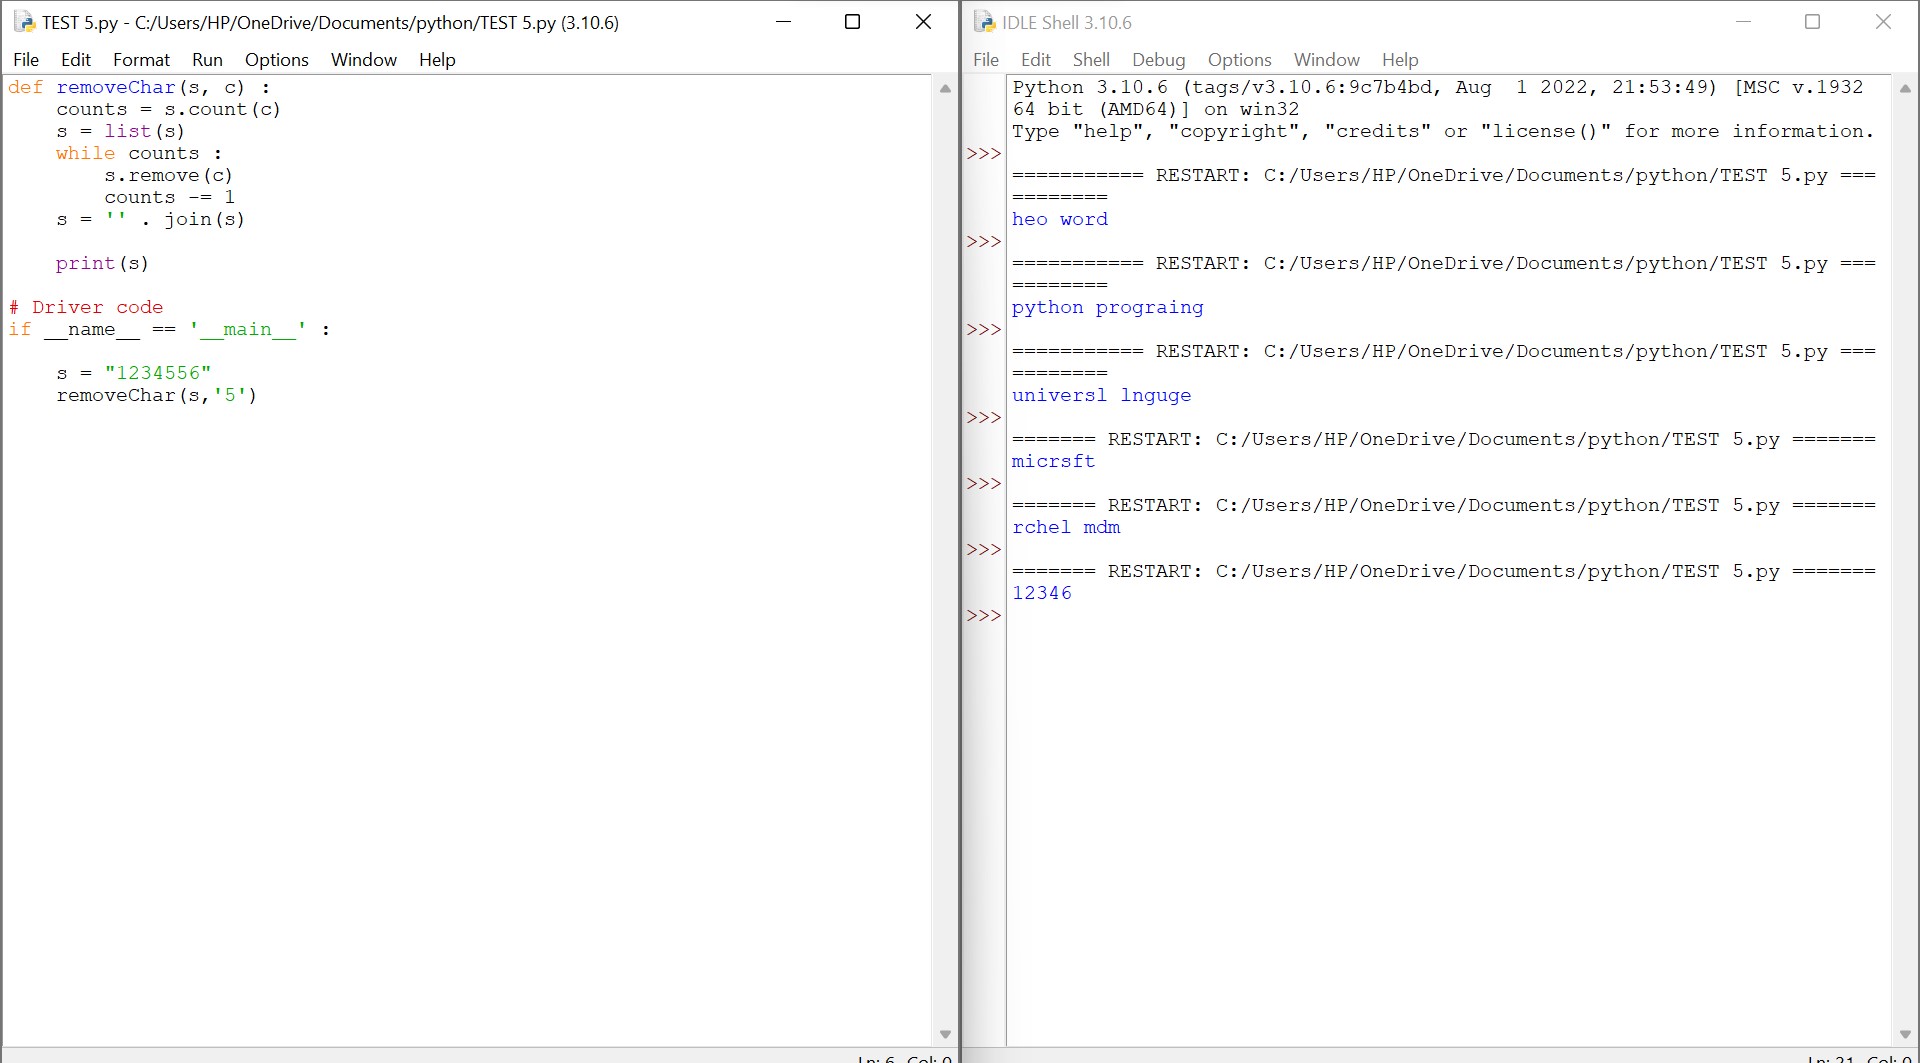 TEST 5.py - C:/Users/HP/OneDrive/Documents/python/TEST 5.py (3.10.6)
File Edit Format Run Options Window Help
def removeChar(s, c) :
    counts = s.count(c)
    s = list(s)
    while counts :
        s.remove(c)
        counts -= 1
    s = '' . join(s)
    print(s)
# Driver code
if __name__ == '__main__' :
    s = "1234556"
    removeChar(s,'5')
Ln: 6 Col: 0
IDLE Shell 3.10.6
File Edit Shell Debug Options Window Help
Python 3.10.6 (tags/v3.10.6:9c7b4bd, Aug  1 2022, 21:53:49) [MSC v.1932
64 bit (AMD64)] on win32
Type "help", "copyright", "credits" or "license()" for more information.
>>>
=========== RESTART: C:/Users/HP/OneDrive/Documents/python/TEST 5.py ===
========
heo word
>>>
=========== RESTART: C:/Users/HP/OneDrive/Documents/python/TEST 5.py ===
========
python prograing
>>>
=========== RESTART: C:/Users/HP/OneDrive/Documents/python/TEST 5.py ===
========
universl lnguge
>>>
======= RESTART: C:/Users/HP/OneDrive/Documents/python/TEST 5.py =======
micrsft
>>>
======= RESTART: C:/Users/HP/OneDrive/Documents/python/TEST 5.py =======
rchel mdm
>>>
======= RESTART: C:/Users/HP/OneDrive/Documents/python/TEST 5.py =======
12346
>>>
Ln: 21 Col: 0